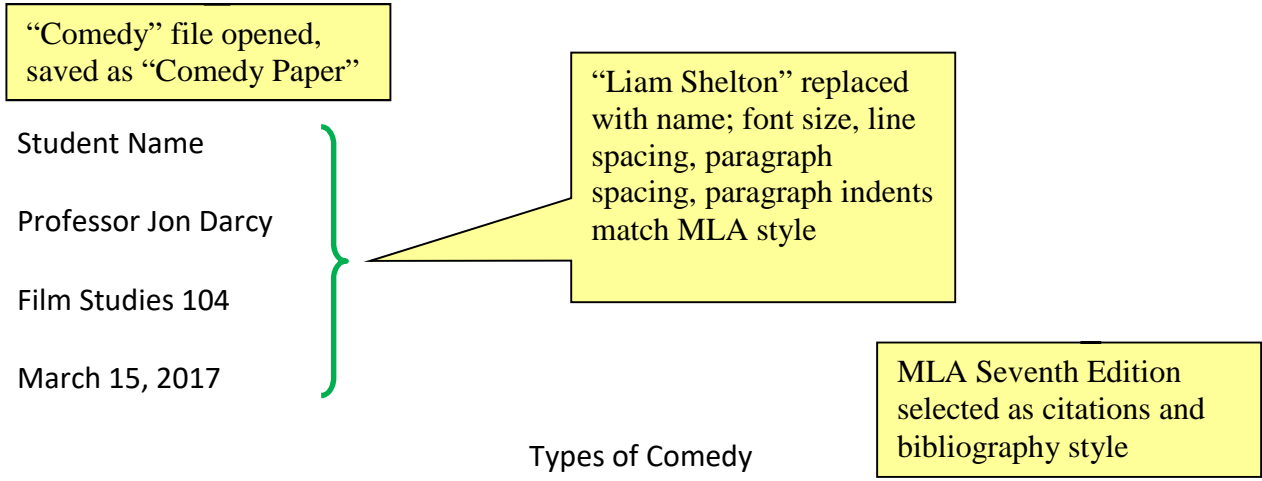 “Comedy” file opened,
saved as “Comedy Paper”
“Liam Shelton” replaced
with name; font size, line
spacing, paragraph
spacing, paragraph indents
match MLA style
Student Name
Professor Jon Darcy
Film Studies 104
March 15, 2017
MLA Seventh Edition
selected as citations and
bibliography style
Types of Comedy